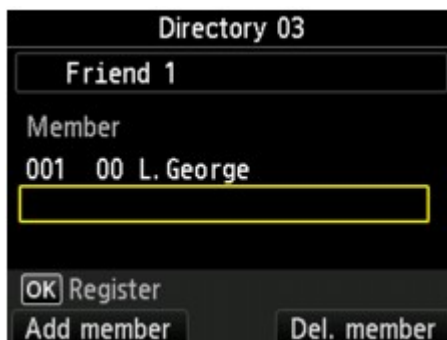 Directory 03
Friend 1
Member
001 00 L.George
OK Register
Add member Del. member